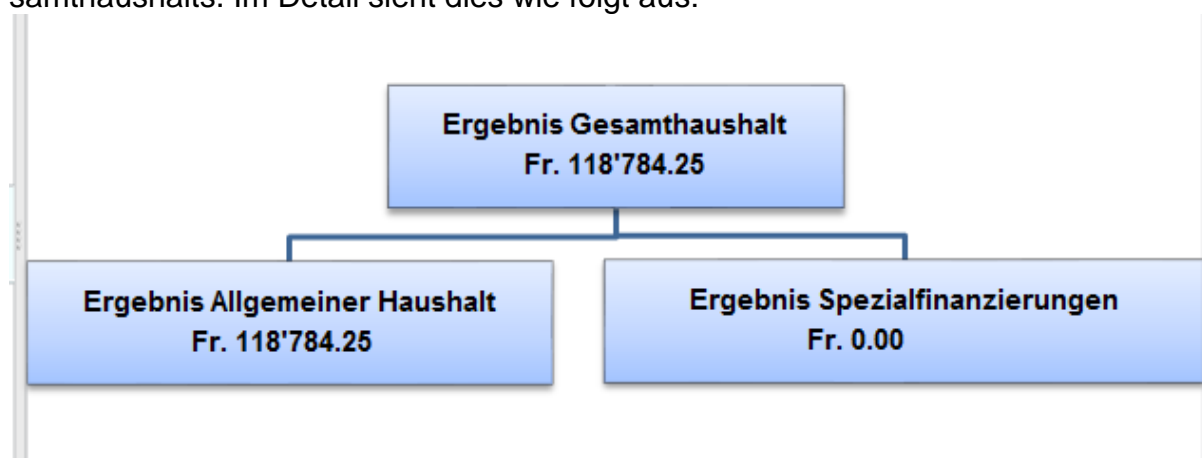 samthaushalts. Im Detail sieht dies wie folgt aus:
Ergebnis Gesamthaushalt
Fr. 118'784.25
Ergebnis Allgemeiner Haushalt
Fr. 118'784.25
Ergebnis Spezialfinanzierungen
Fr. 0.00